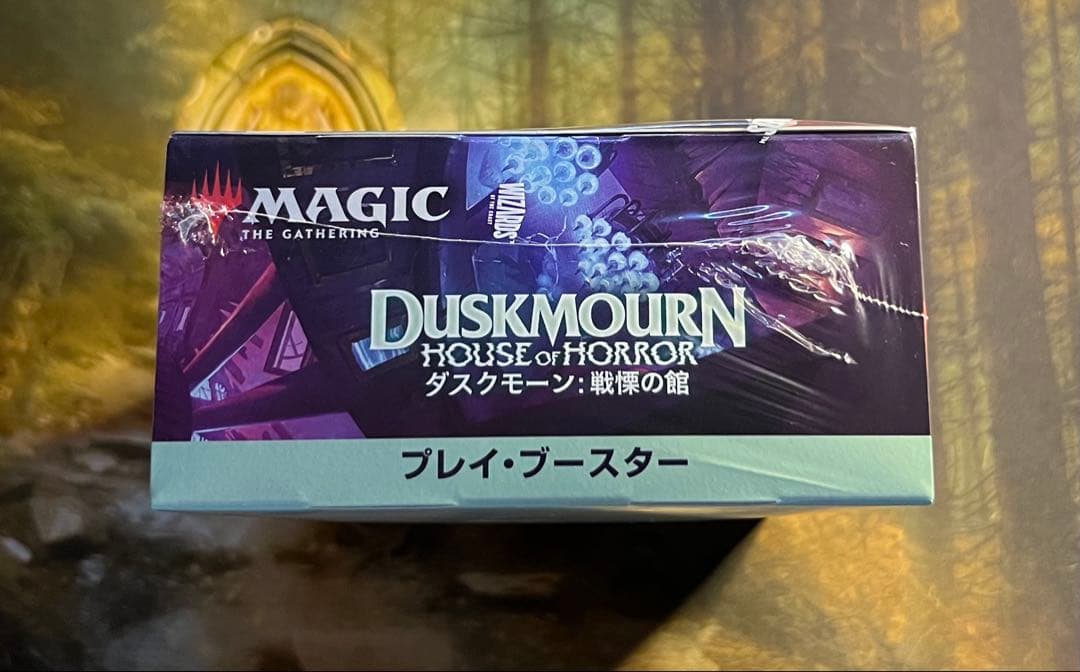 MAGIC
THE GATHERING
WIZARDS
OF THE COAST
DUSKMOURN
HOUSE OF HORROR
ダスクモーン:戦慄の館
プレイ・ブースター